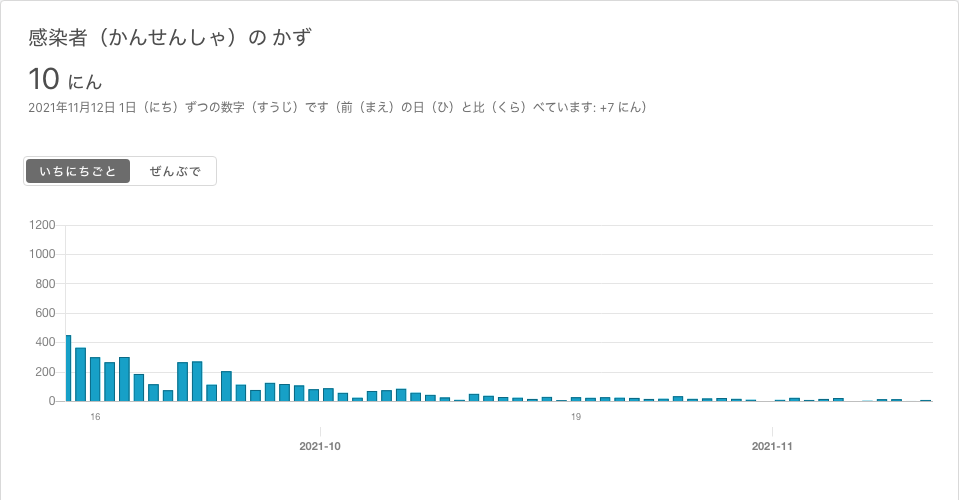 感染者（かんせんしゃ）の かず
10 にん
2021年11月12日 1日（にち）ずつの数字（すうじ）です（前（まえ）の日（ひ）と比（くら）べています: +7 にん）
いちにちごと ぜんぶで
1200
1000
800
600
400
200
0
16 19
2021-10 2021-11